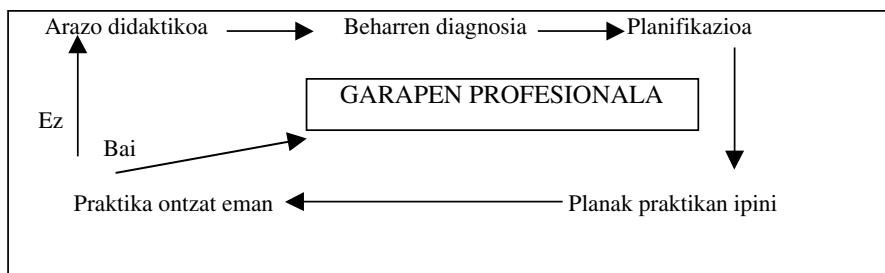 Arazo didaktikoa Beharren diagnosia Planifikazioa
GARAPEN PROFESIONALA
Ez
Bai
Praktika ontzat eman Planak praktikan ipini